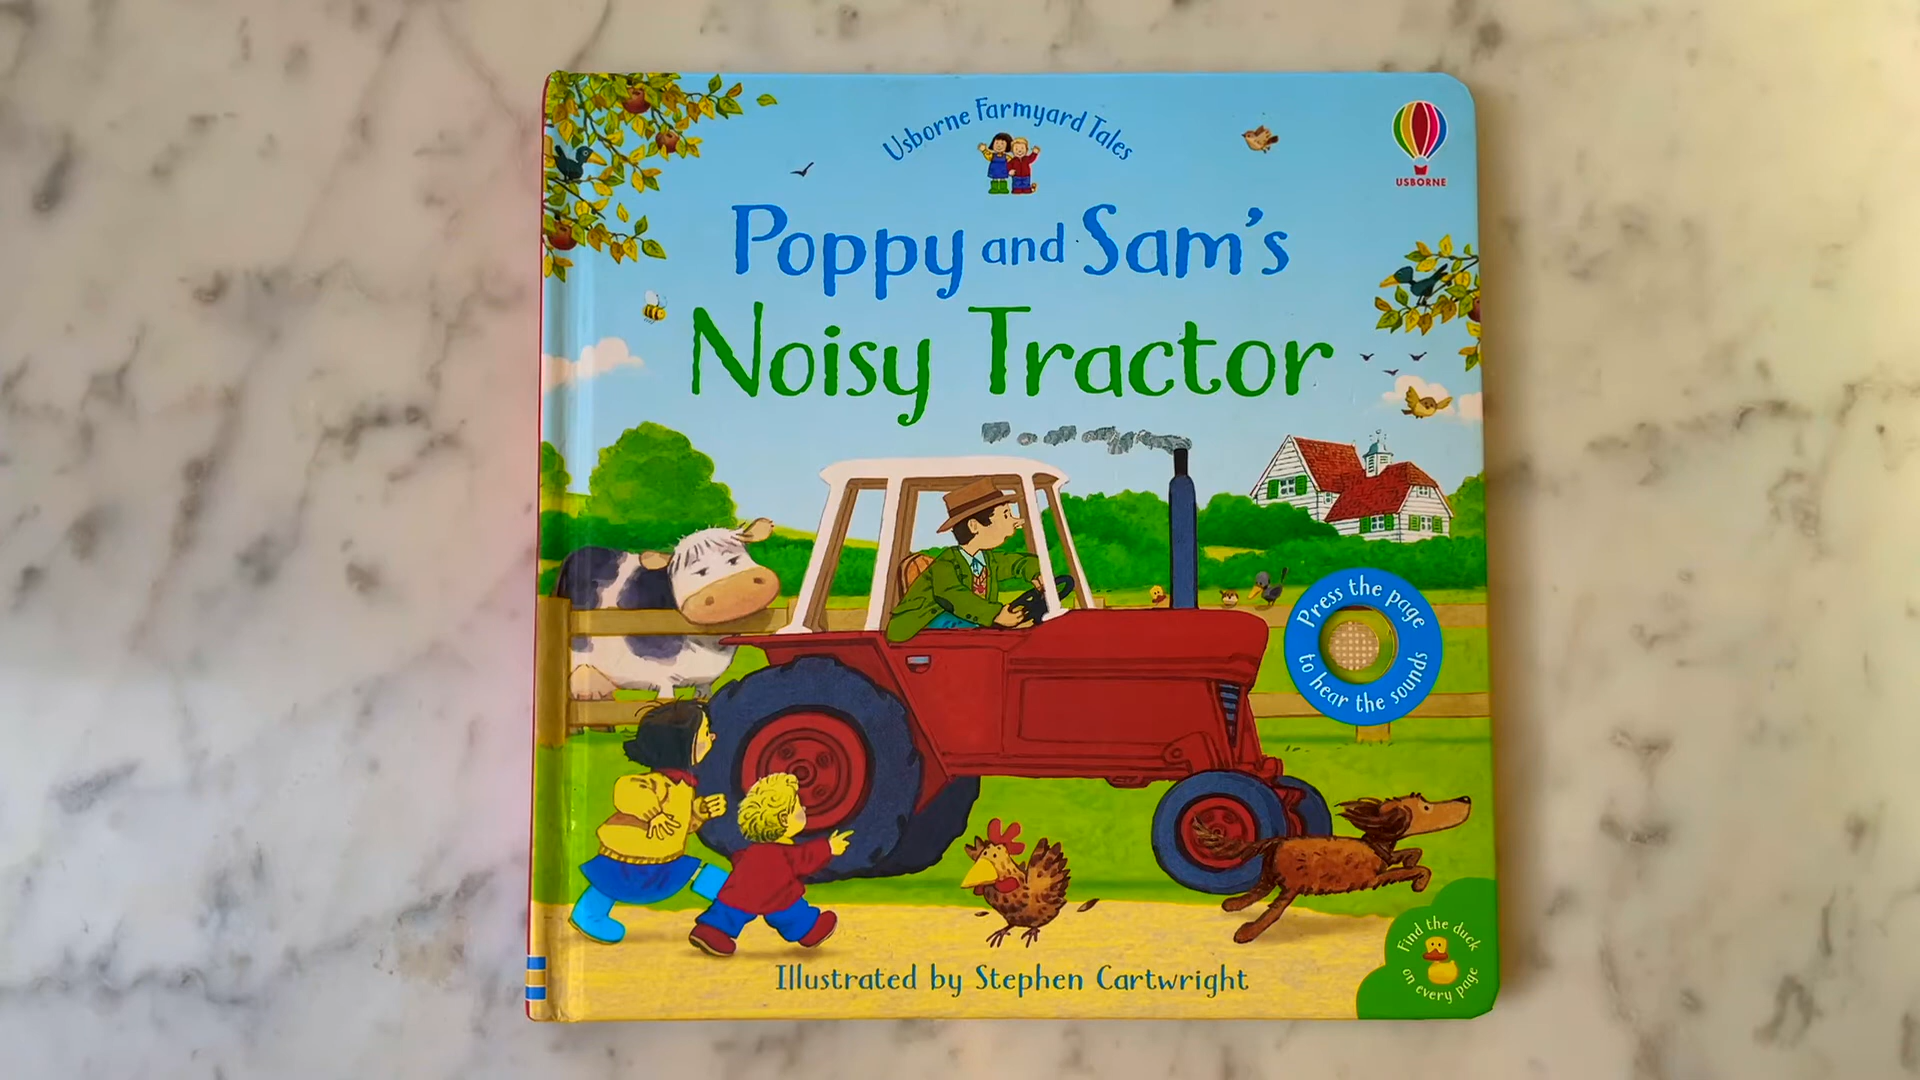 Usborne Farmyard Tales
USBORNE
Poppy and Sam's
Noisy Tractor
Press the page
to hear the sounds
Find the duck
on every page
Illustrated by Stephen Cartwright